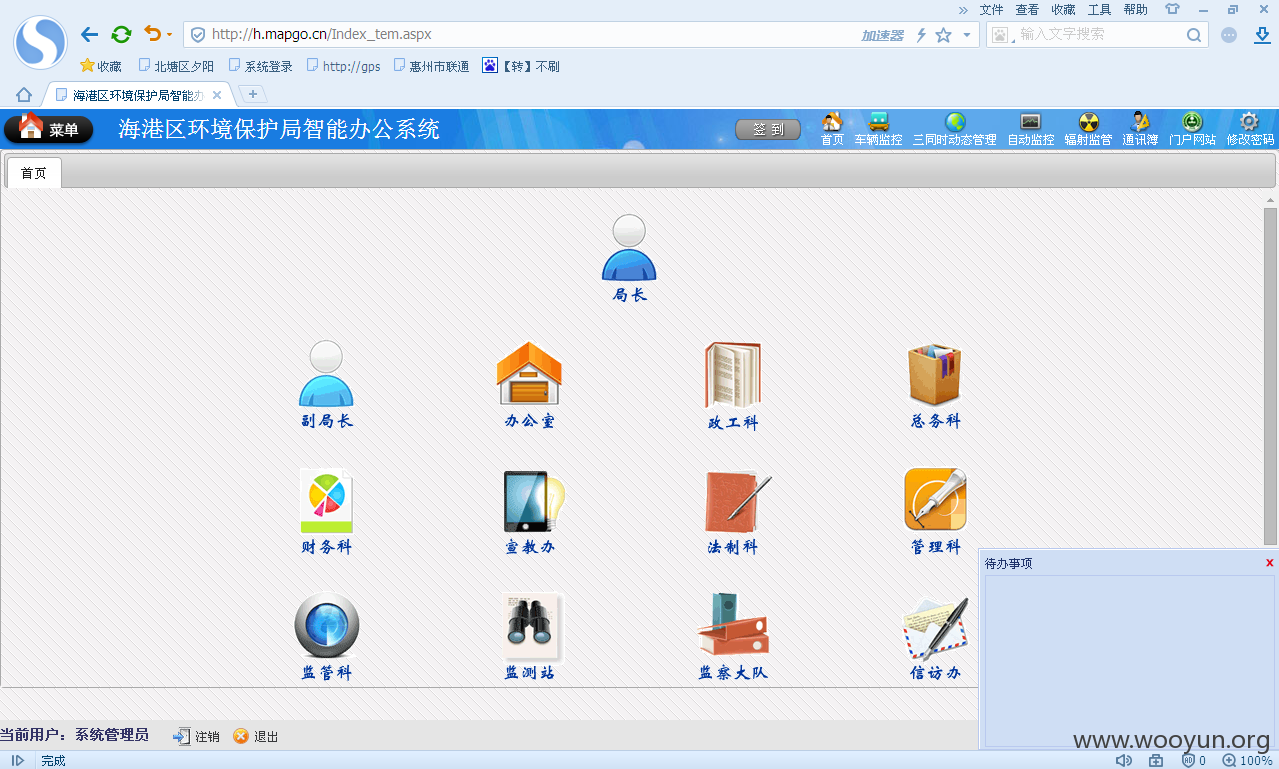 文件 查看 收藏 工具 帮助
http://h.mapgo.cn/Index_tem.aspx 加速器 输入文字搜索
收藏 北塘区夕阳 系统登录 http://gps 惠州市联通 【转】不刷
海港区环境保护局智能办
菜单 海港区环境保护局智能办公系统 签 到 首页 车辆监控 三同时动态管理 自动监控 辐射监管 通讯簿 门户网站 修改密码
首页
局长
副局长 办公室 政工科 总务科
财务科 宣教办 法制科 管理科
待办事项 x
监管科 监测站 监察大队 信访办
当前用户：系统管理员 注销 退出
www.wooyun.org
完成 0 100%